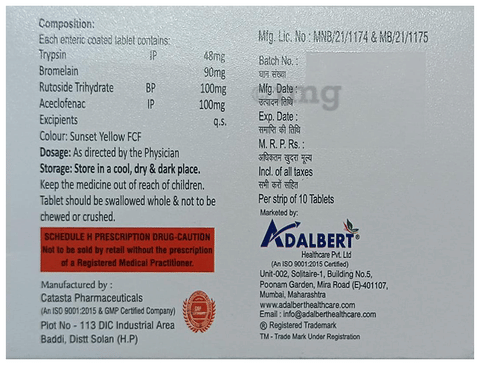 Composition:
Each enteric coated tablet contains:
Trypsin IP 48mg
Bromelain 90mg
Rutoside Trihydrate BP 100mg
Aceclofenac IP 100mg
Excipients q.s.
Colour: Sunset Yellow FCF
Dosage: As directed by the Physician
Storage: Store in a cool, dry & dark place.
Keep the medicine out of reach of children.
Tablet should be swallowed whole & not to be
chewed or crushed.
SCHEDULE H PRESCRIPTION DRUG-CAUTION
Not to be sold by retail without the prescription
of a Registered Medical Practitioner.
Manufactured by :
Catasta Pharmaceuticals
(An ISO 9001:2015 & GMP Certified Company)
Plot No - 113 DIC Industrial Area
Baddi, Distt Solan (H.P)
Mfg. Lic. No : MNB/21/1174 & MB/21/1175
Batch No. :
घान संख्या
Mfg. Date :
उत्पादन तिथि
Exp. Date :
समाप्ति की तिथि
M. R. P. Rs. :
अधिकतम खुदरा मूल्य
Incl. of all taxes
सभी करों सहित
Per strip of 10 Tablets
Marketed by:
ADALBERT®
Healthcare Pvt. Ltd
(An ISO 9001:2015 Certified)
Unit-002, Solitaire-1, Building No.5,
Poonam Garden, Mira Road (E)-401107,
Mumbai, Maharashtra
www.adalberthealthcare.com
Email : info@adalberthealthcare.com
® Registered Trademark
TM - Trade Mark Under Registration